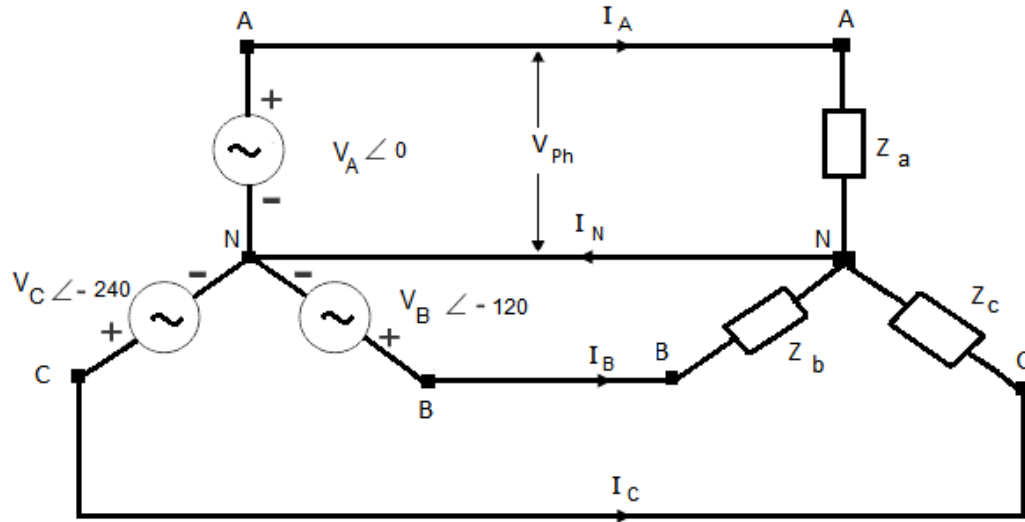 A
I A
A
+
V A ∠ 0
V Ph
Z a
-
N
I N
N
V C ∠- 240
-
-
V B ∠ -120
Z c
+
+
Z b
C
B
I B
B
C
I C